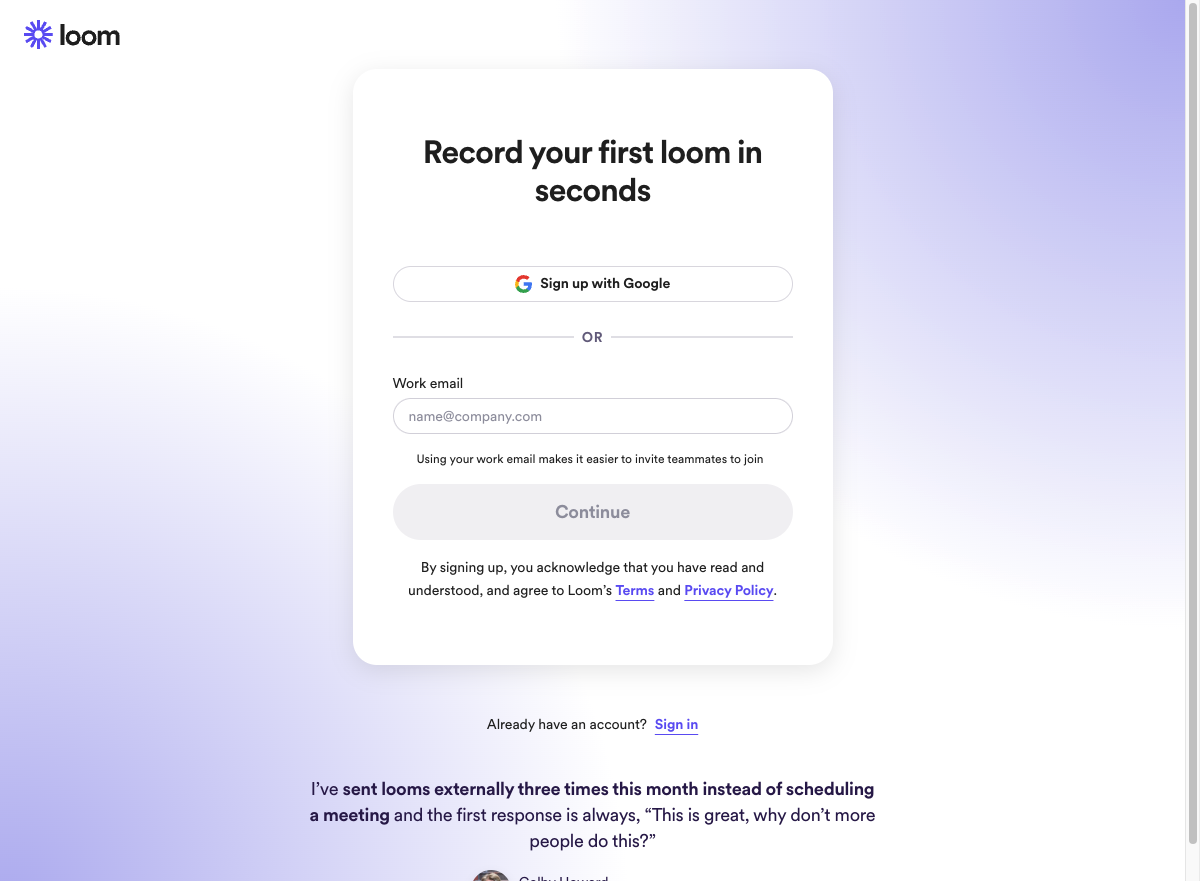 loom
Record your first loom in
seconds
Sign up with Google
OR
Work email
name@company.com
Using your work email makes it easier to invite teammates to join
Continue
By signing up, you acknowledge that you have read and
understood, and agree to Loom’s Terms and Privacy Policy.
Already have an account? Sign in
I’ve sent looms externally three times this month instead of scheduling
a meeting and the first response is always, “This is great, why don’t more
people do this?”
Colby Howard